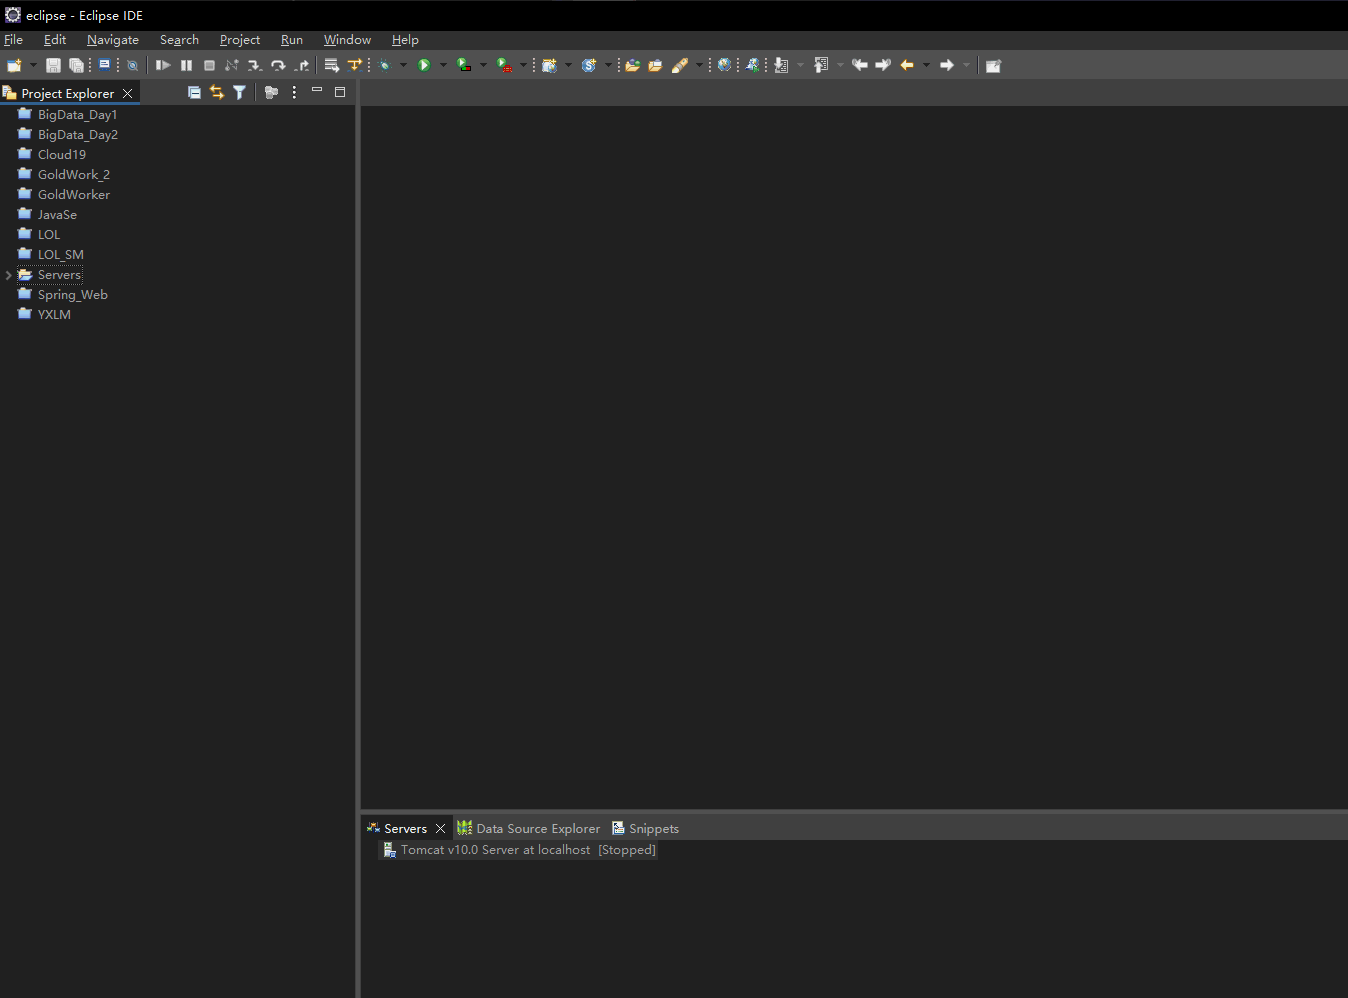 eclipse - Eclipse IDE
File Edit Navigate Search Project Run Window Help
Project Explorer
BigData_Day1
BigData_Day2
Cloud19
GoldWork_2
GoldWorker
JavaSe
LOL
LOL_SM
Servers
Spring_Web
YXLM
Servers Data Source Explorer Snippets
Tomcat v10.0 Server at localhost [Stopped]